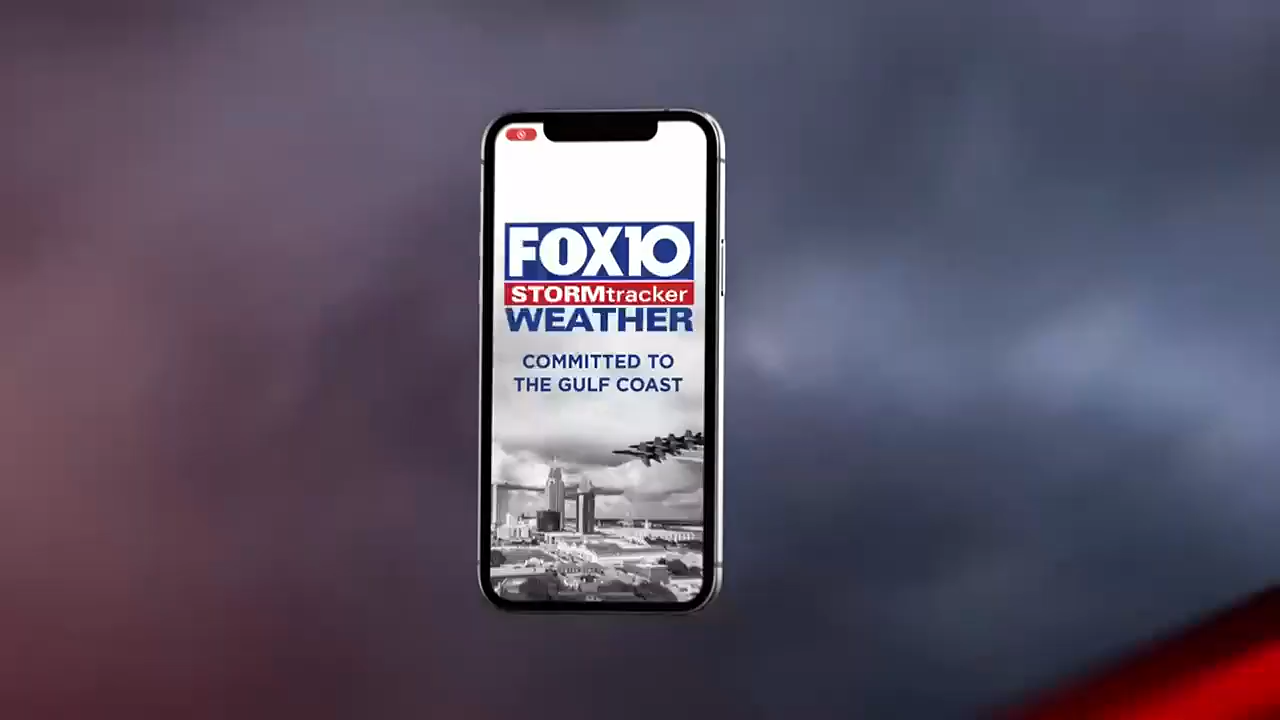 FOX10
STORMtracker
WEATHER
COMMITTED TO
THE GULF COAST